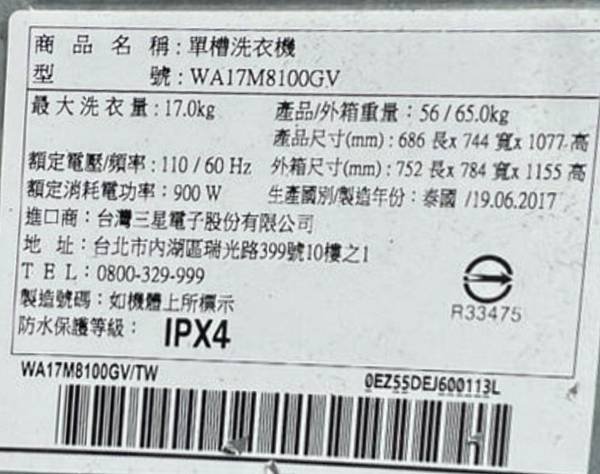 商品名稱：單槽洗衣機
型號：WA17M8100GV
最大洗衣量：17.0kg 產品/外箱重量：56/65.0kg
產品尺寸(mm)：686 長x 744 寬x 1077 高
額定電壓/頻率：110/60 Hz 外箱尺寸(mm)：752 長x 784 寬x 1155 高
額定消耗電功率：900 W 生產國別/製造年份：泰國 /19.06.2017
進口商：台灣三星電子股份有限公司
地 址：台北市內湖區瑞光路399號10樓之1
T E L：0800-329-999
製造號碼：如機體上所標示
R33475
防水保護等級： IPX4
WA17M8100GV/TW 0EZ55DEJ600113L